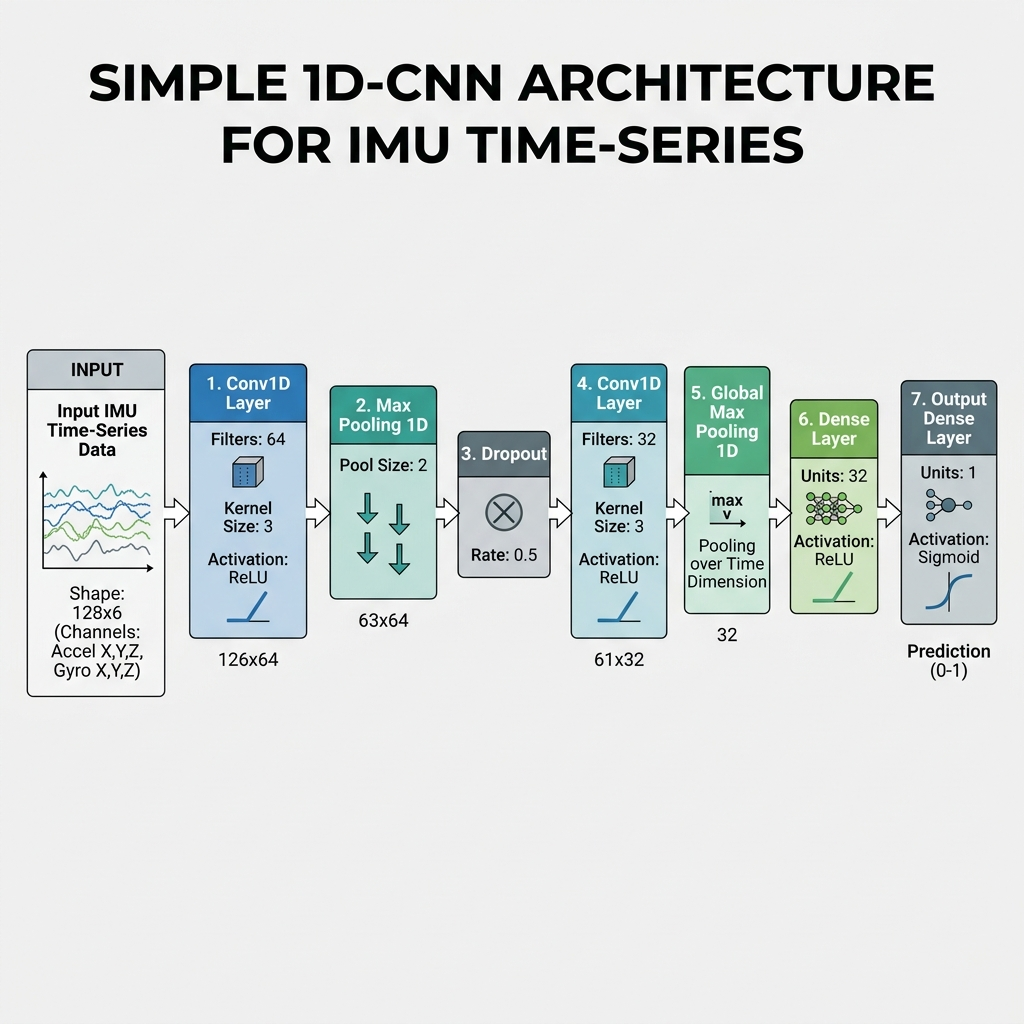 SIMPLE 1D-CNN ARCHITECTURE
FOR IMU TIME-SERIES
INPUT
Input IMU
Time-Series
Data
Shape:
128x6
(Channels:
Accel X,Y,Z,
Gyro X,Y,Z)
1. Conv1D
Layer
Filters: 64
Kernel
Size: 3
Activation:
ReLU
126x64
2. Max
Pooling 1D
Pool Size: 2
63x64
3. Dropout
Rate: 0.5
4. Conv1D
Layer
Filters: 32
Kernel
Size: 3
Activation:
ReLU
61x32
5. Global
Max
Pooling
1D
max
v
Pooling
over Time
Dimension
32
6. Dense
Layer
Units: 32
Activation:
ReLU
7. Output
Dense
Layer
Units: 1
Activation:
Sigmoid
Prediction
(0-1)